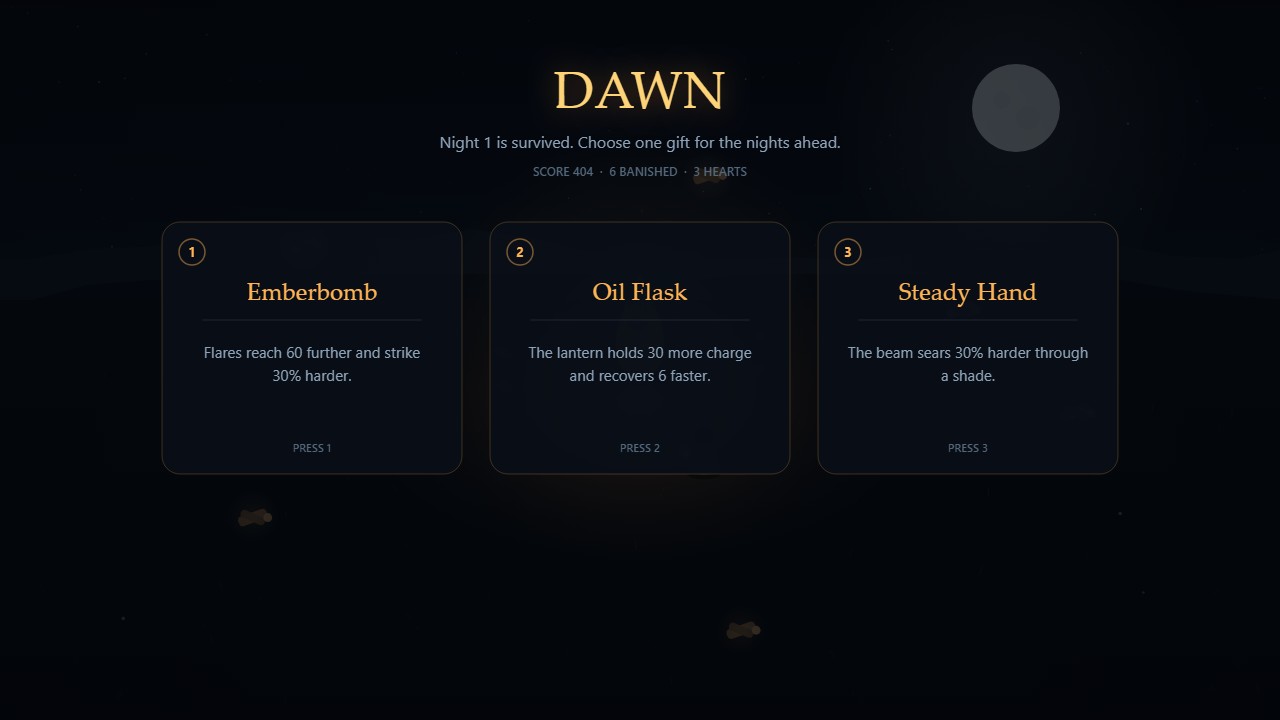 DAWN
Night 1 is survived. Choose one gift for the nights ahead.
SCORE 404 · 6 BANISHED · 3 HEARTS
1
Emberbomb
Flares reach 60 further and strike
30% harder.
PRESS 1
2
Oil Flask
The lantern holds 30 more charge
and recovers 6 faster.
PRESS 2
3
Steady Hand
The beam sears 30% harder through
a shade.
PRESS 3